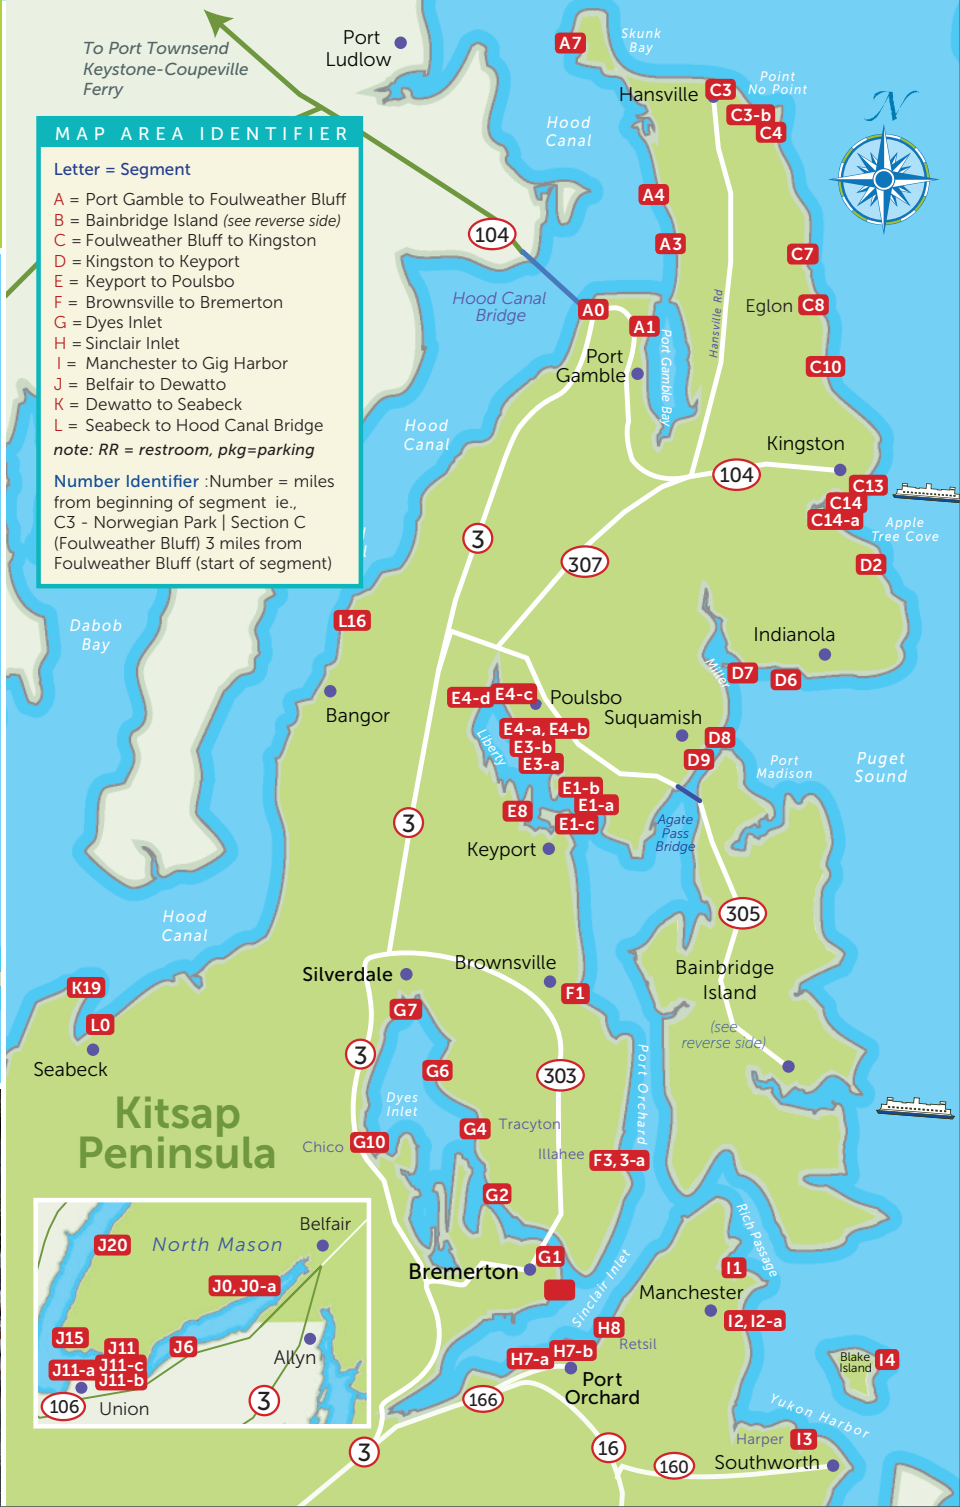 To Port Townsend
Keystone-Coupeville
Ferry
Port
Ludlow
A7
Skunk
Bay
Hansville
C3
Point
No Point
C3-b
C4
N
Hood
Canal
MAP AREA IDENTIFIER
Letter = Segment
A = Port Gamble to Foulweather Bluff
B = Bainbridge Island (see reverse side)
C = Foulweather Bluff to Kingston
D = Kingston to Keyport
E = Keyport to Poulsbo
F = Brownsville to Bremerton
G = Dyes Inlet
H = Sinclair Inlet
I = Manchester to Gig Harbor
J = Belfair to Dewatto
K = Dewatto to Seabeck
L = Seabeck to Hood Canal Bridge
note: RR = restroom, pkg=parking
Number Identifier :Number = miles
from beginning of segment ie.,
C3 - Norwegian Park | Section C
(Foulweather Bluff) 3 miles from
Foulweather Bluff (start of segment)
A4
104
A3
C7
Hood Canal
Bridge
A0
A1
Eglon
C8
Hansville Rd
Port Gamble Bay
Port
Gamble
C10
Hood
Canal
Kingston
104
C13
C14
C14-a
Apple
Tree Cove
3
307
D2
L16
Dabob
Bay
Indianola
Miller
D7
D6
Bangor
E4-d
E4-c
Poulsbo
Suquamish
E4-a, E4-b
E3-b
E3-a
Liberty
D8
D9
Port
Madison
Puget
Sound
E1-b
E1-a
E8
E1-c
3
Keyport
Agate
Pass
Bridge
Hood
Canal
305
Silverdale
Brownsville
Bainbridge
Island
K19
F1
G7
L0
(see
reverse side)
Seabeck
3
G6
303
Port Orchard
Dyes
Inlet
Kitsap
Peninsula
G4
Tracyton
Chico
G10
Illahee
F3, 3-a
G2
Rich Passage
Belfair
J20
North Mason
J0, J0-a
G1
Bremerton
Sinclair Inlet
I1
Manchester
I2, I2-a
J15
J11
J6
J11-a
J11-c
J11-b
Allyn
106
Union
3
H8
Retsil
H7-b
H7-a
Port
Orchard
Blake
Island
I4
166
Yukon Harbor
3
16
Harper
I3
160
Southworth